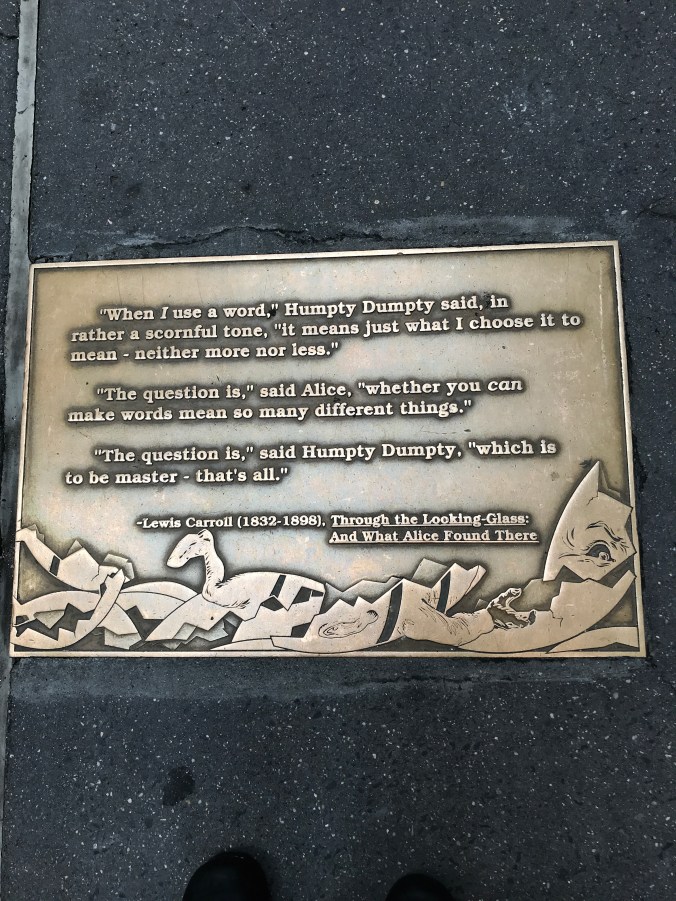 "When I use a word," Humpty Dumpty said, in
rather a scornful tone, "it means just what I choose it to
mean - neither more nor less."
"The question is," said Alice, "whether you can
make words mean so many different things."
"The question is," said Humpty Dumpty, "which is
to be master - that's all."
-Lewis Carroll (1832-1898), Through the Looking-Glass:
And What Alice Found There